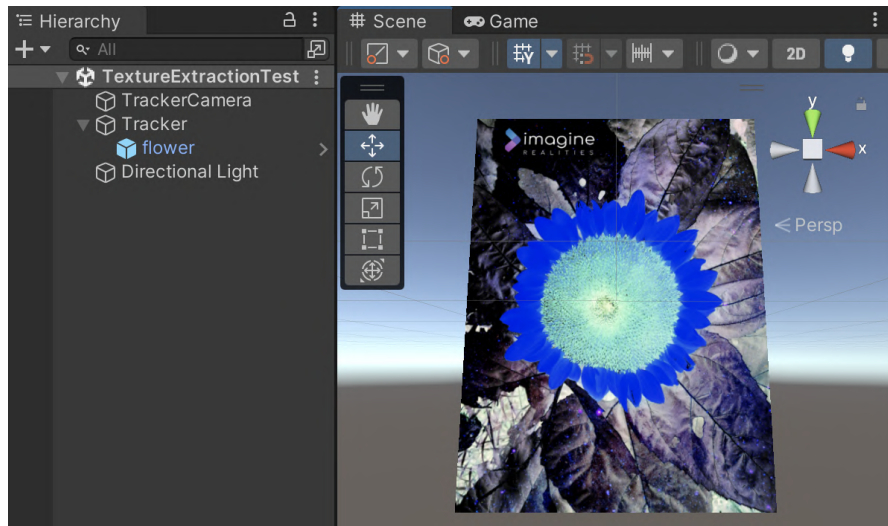 Hierarchy
All
TextureExtractionTest
TrackerCamera
Tracker
flower
Directional Light
Scene
Game
2D
imagine
REALITIES
y
x
Persp